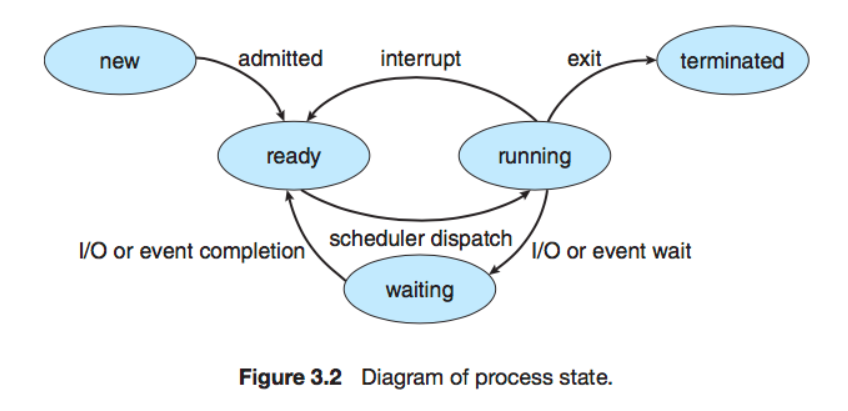 new
admitted
interrupt
exit
terminated
ready
running
I/O or event completion
scheduler dispatch
I/O or event wait
waiting
Figure 3.2 Diagram of process state.